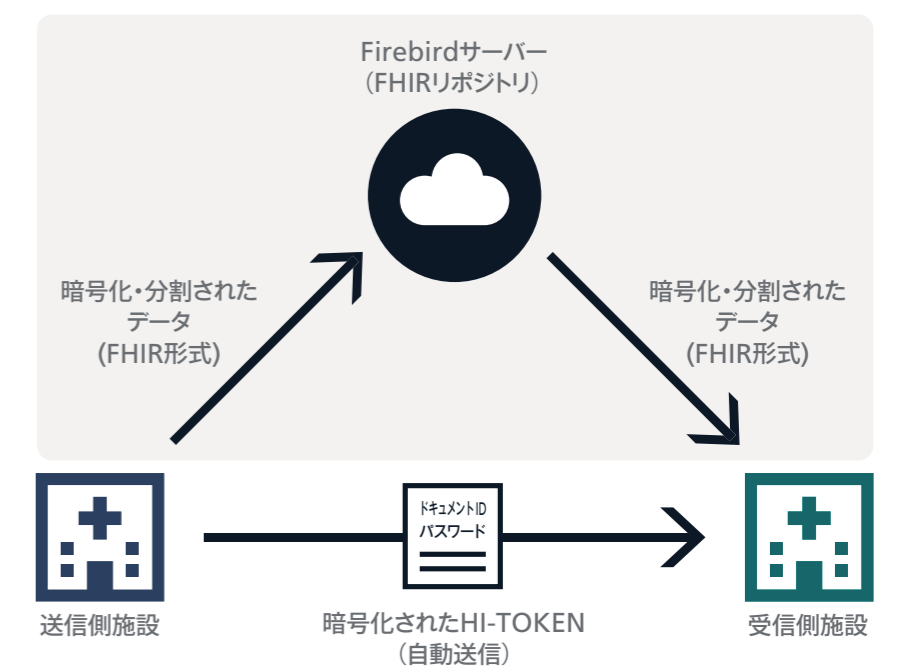 Firebirdサーバー
（FHIRリポジトリ）
暗号化・分割された
データ
(FHIR形式)
暗号化・分割された
データ
(FHIR形式)
ドキュメントID
パスワード
送信側施設
暗号化されたHI-TOKEN
（自動送信）
受信側施設